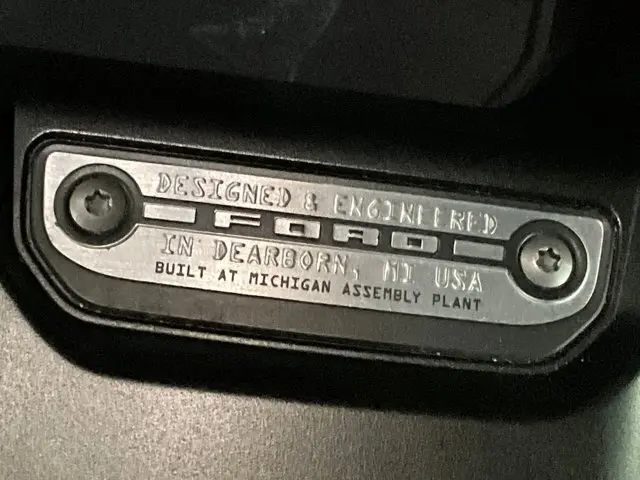 DESIGNED & ENGINEERED
FORD
IN DEARBORN, MI USA
BUILT AT MICHIGAN ASSEMBLY PLANT